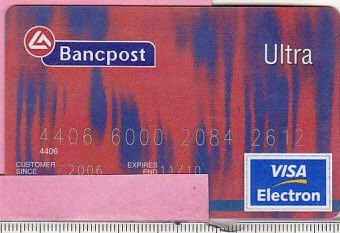 Bancpost
Ultra
4406 6000 2084 2612
4406
CUSTOMER SINCE 2006 EXPIRES END 11/10
VISA
Electron